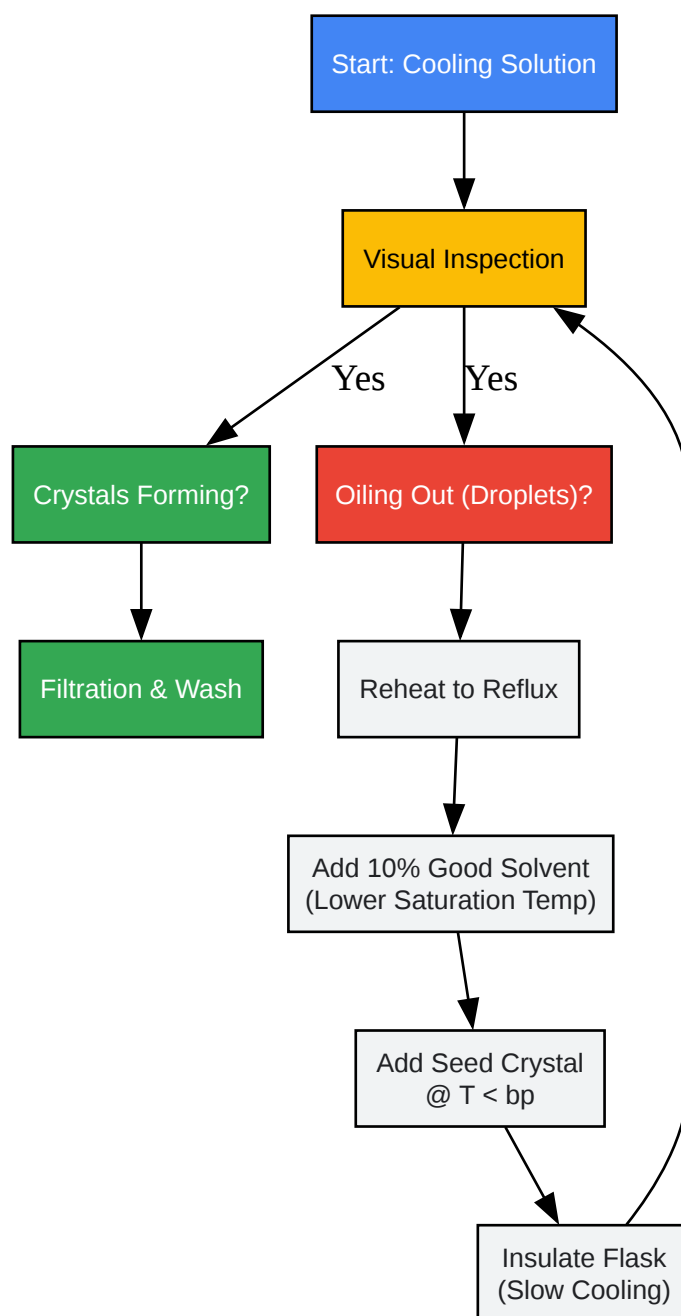 Start: Cooling Solution
Visual Inspection
Yes
Yes
Crystals Forming?
Oiling Out (Droplets)?
Filtration & Wash
Reheat to Reflux
Add 10% Good Solvent
(Lower Saturation Temp)
Add Seed Crystal
@ T < bp
Insulate Flask
(Slow Cooling)